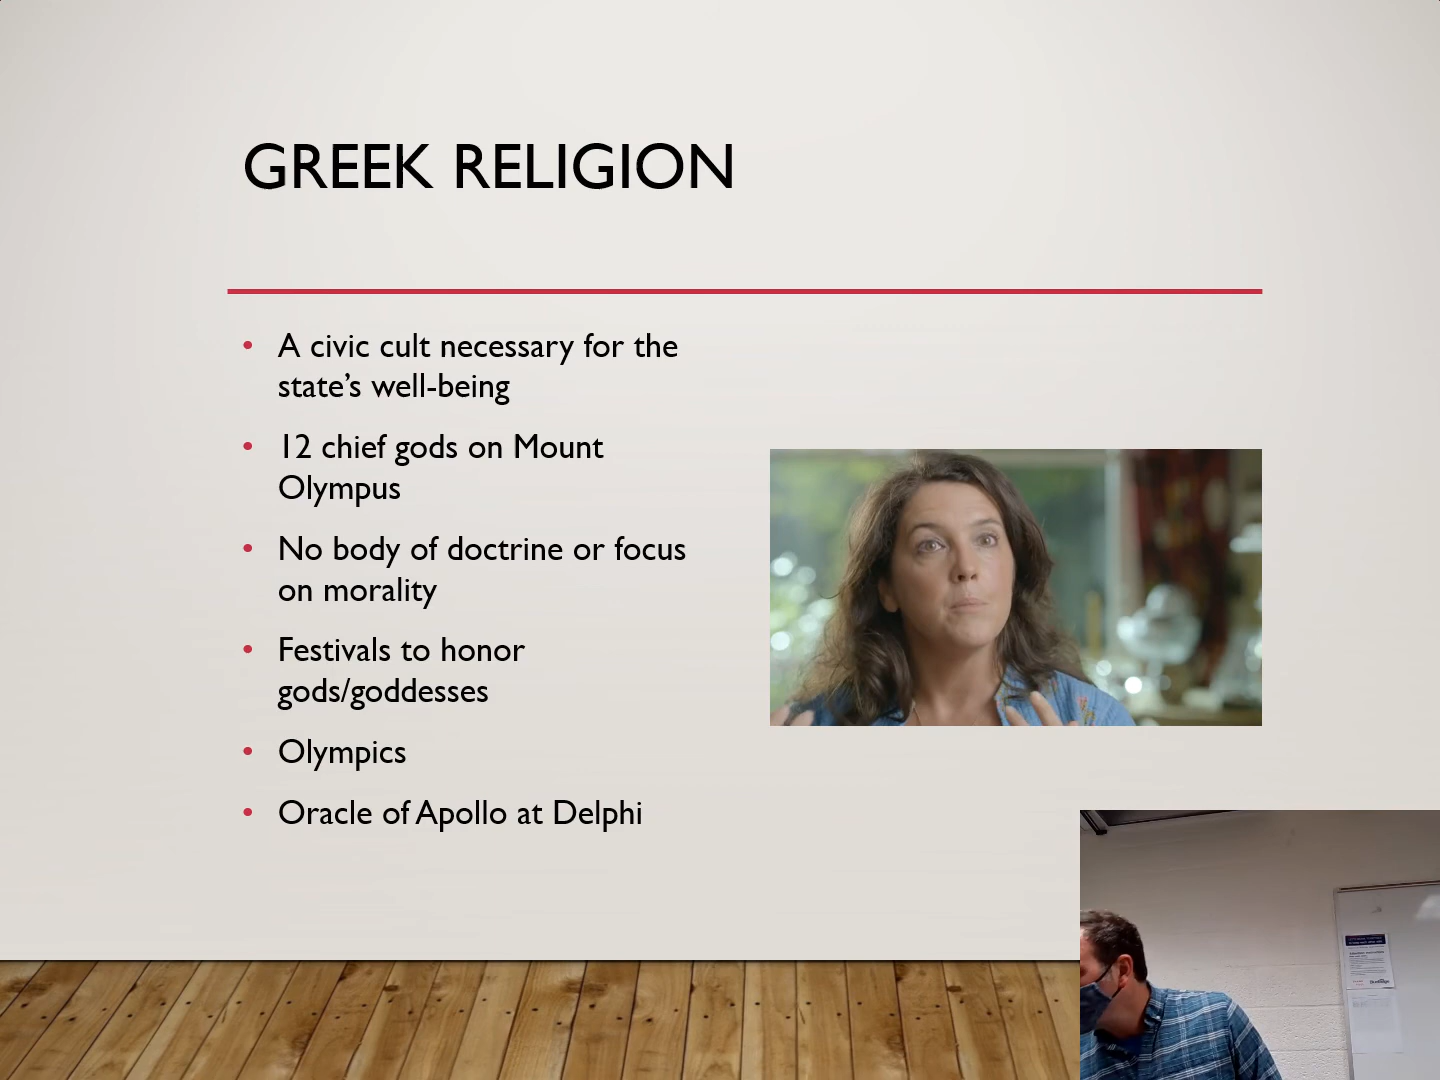 GREEK RELIGION
• A civic cult necessary for the
state’s well-being
• 12 chief gods on Mount
Olympus
• No body of doctrine or focus
on morality
• Festivals to honor
gods/goddesses
• Olympics
• Oracle of Apollo at Delphi